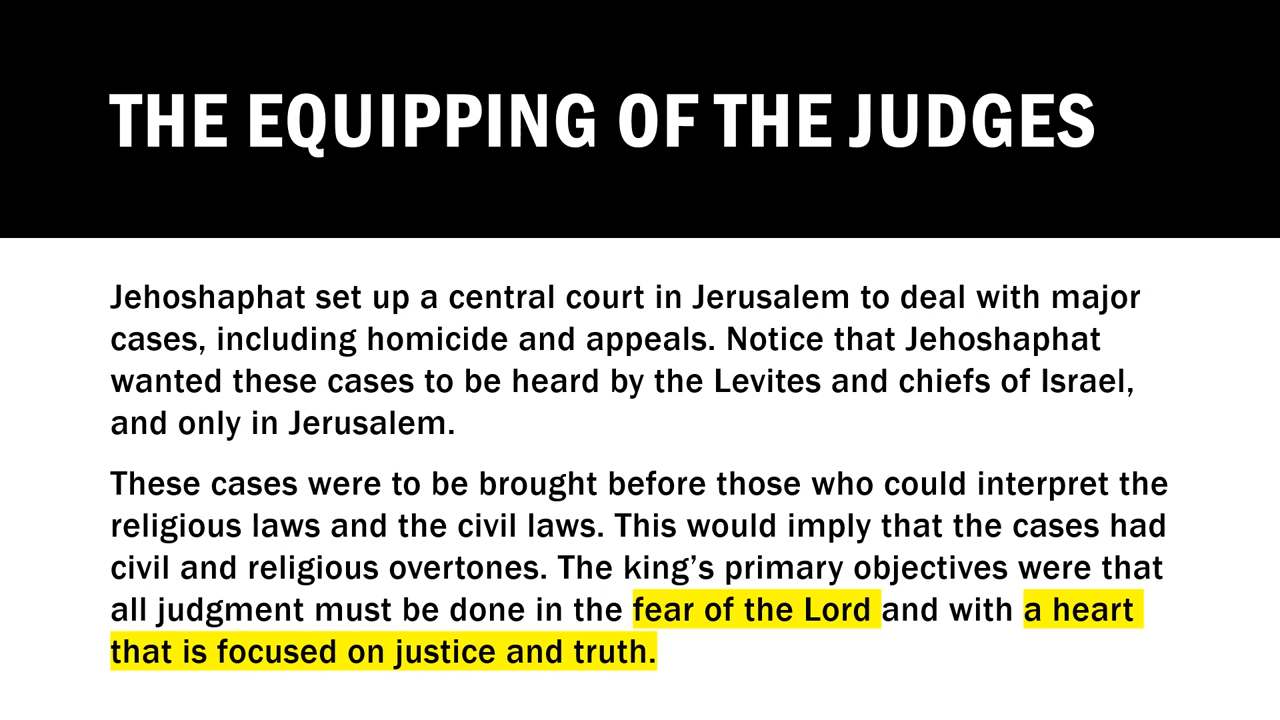 THE EQUIPPING OF THE JUDGES
Jehoshaphat set up a central court in Jerusalem to deal with major
cases, including homicide and appeals. Notice that Jehoshaphat
wanted these cases to be heard by the Levites and chiefs of Israel,
and only in Jerusalem.
These cases were to be brought before those who could interpret the
religious laws and the civil laws. This would imply that the cases had
civil and religious overtones. The king’s primary objectives were that
all judgment must be done in the fear of the Lord and with a heart
that is focused on justice and truth.